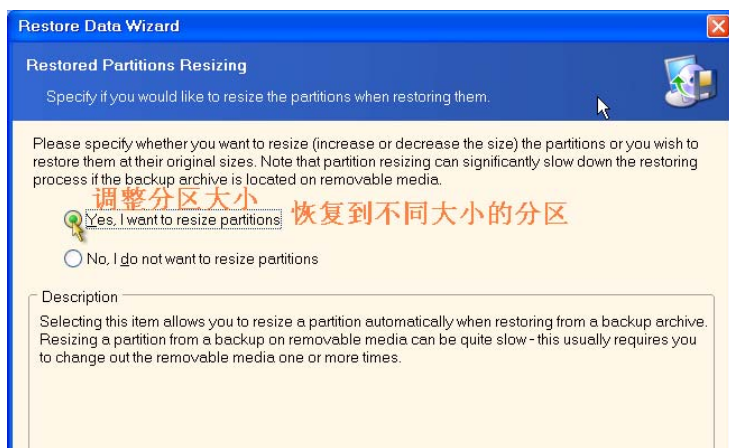 Restore Data Wizard
Restored Partitions Resizing
Specify if you would like to resize the partitions when restoring them.
Please specify whether you want to resize (increase or decrease the size) the partitions or you wish to
restore them at their original sizes. Note that partition resizing can significantly slow down the restoring
process if the backup archive is located on removable media.
调整分区大小
Yes, I want to resize partitions 恢复到不同大小的分区
No, I do not want to resize partitions
Description
Selecting this item allows you to resize a partition automatically when restoring from a backup archive.
Resizing a partition from a backup on removable media can be quite slow - this usually requires you
to change out the removable media one or more times.